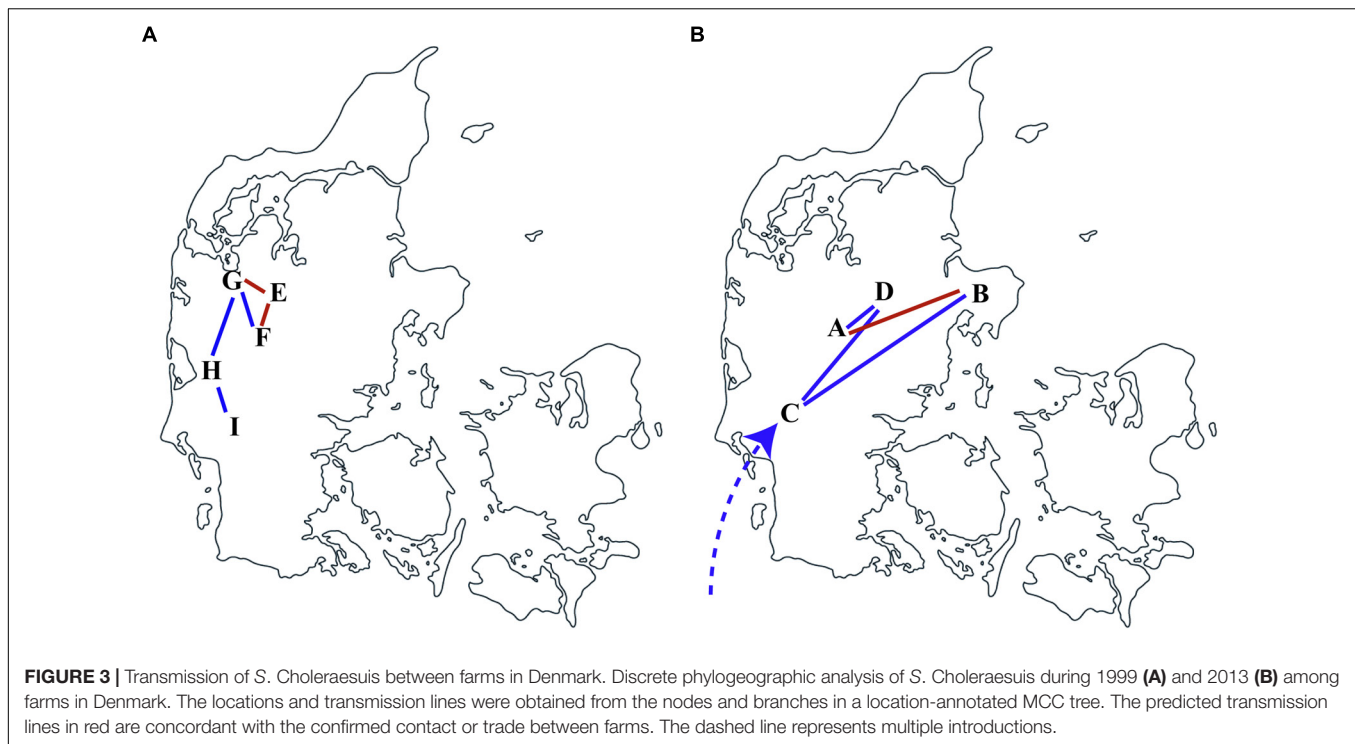 A
B
G
E
F
H
I
D
B
A
C
FIGURE 3 | Transmission of S. Choleraesuis between farms in Denmark. Discrete phylogeographic analysis of S. Choleraesuis during 1999 (A) and 2013 (B) among
farms in Denmark. The locations and transmission lines were obtained from the nodes and branches in a location-annotated MCC tree. The predicted transmission
lines in red are concordant with the confirmed contact or trade between farms. The dashed line represents multiple introductions.